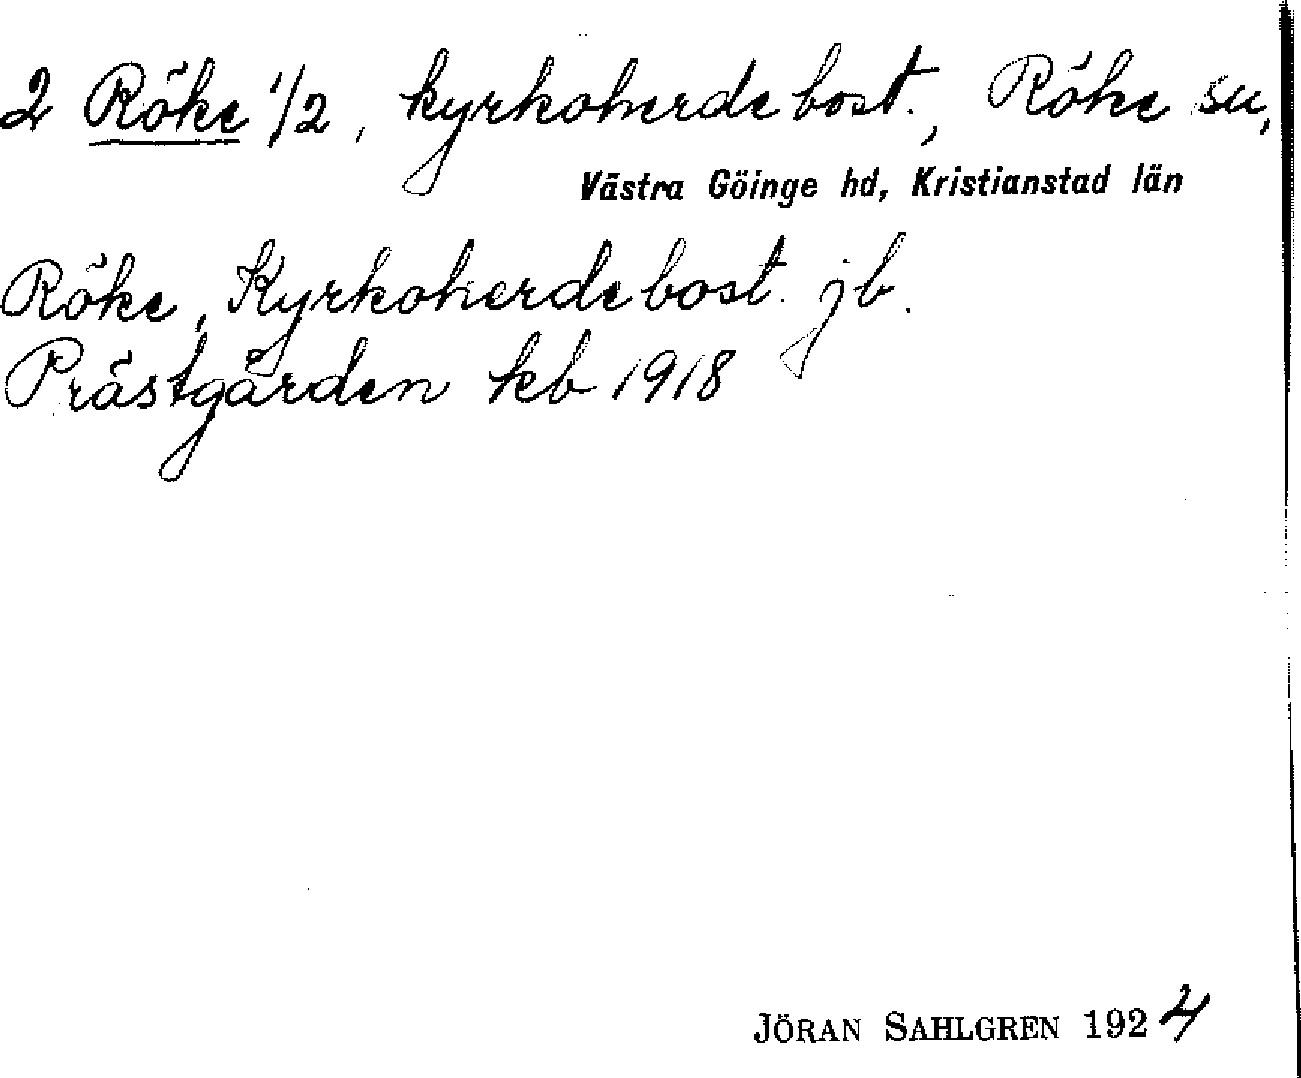 2 Röke 1/2, kyrkoherdebost., Röke sn,
Västra Göinge hd, Kristianstad län
Röke, Kyrkoherdebost. jb.
Prästgården keb 1918
JÖRAN SAHLGREN 1924